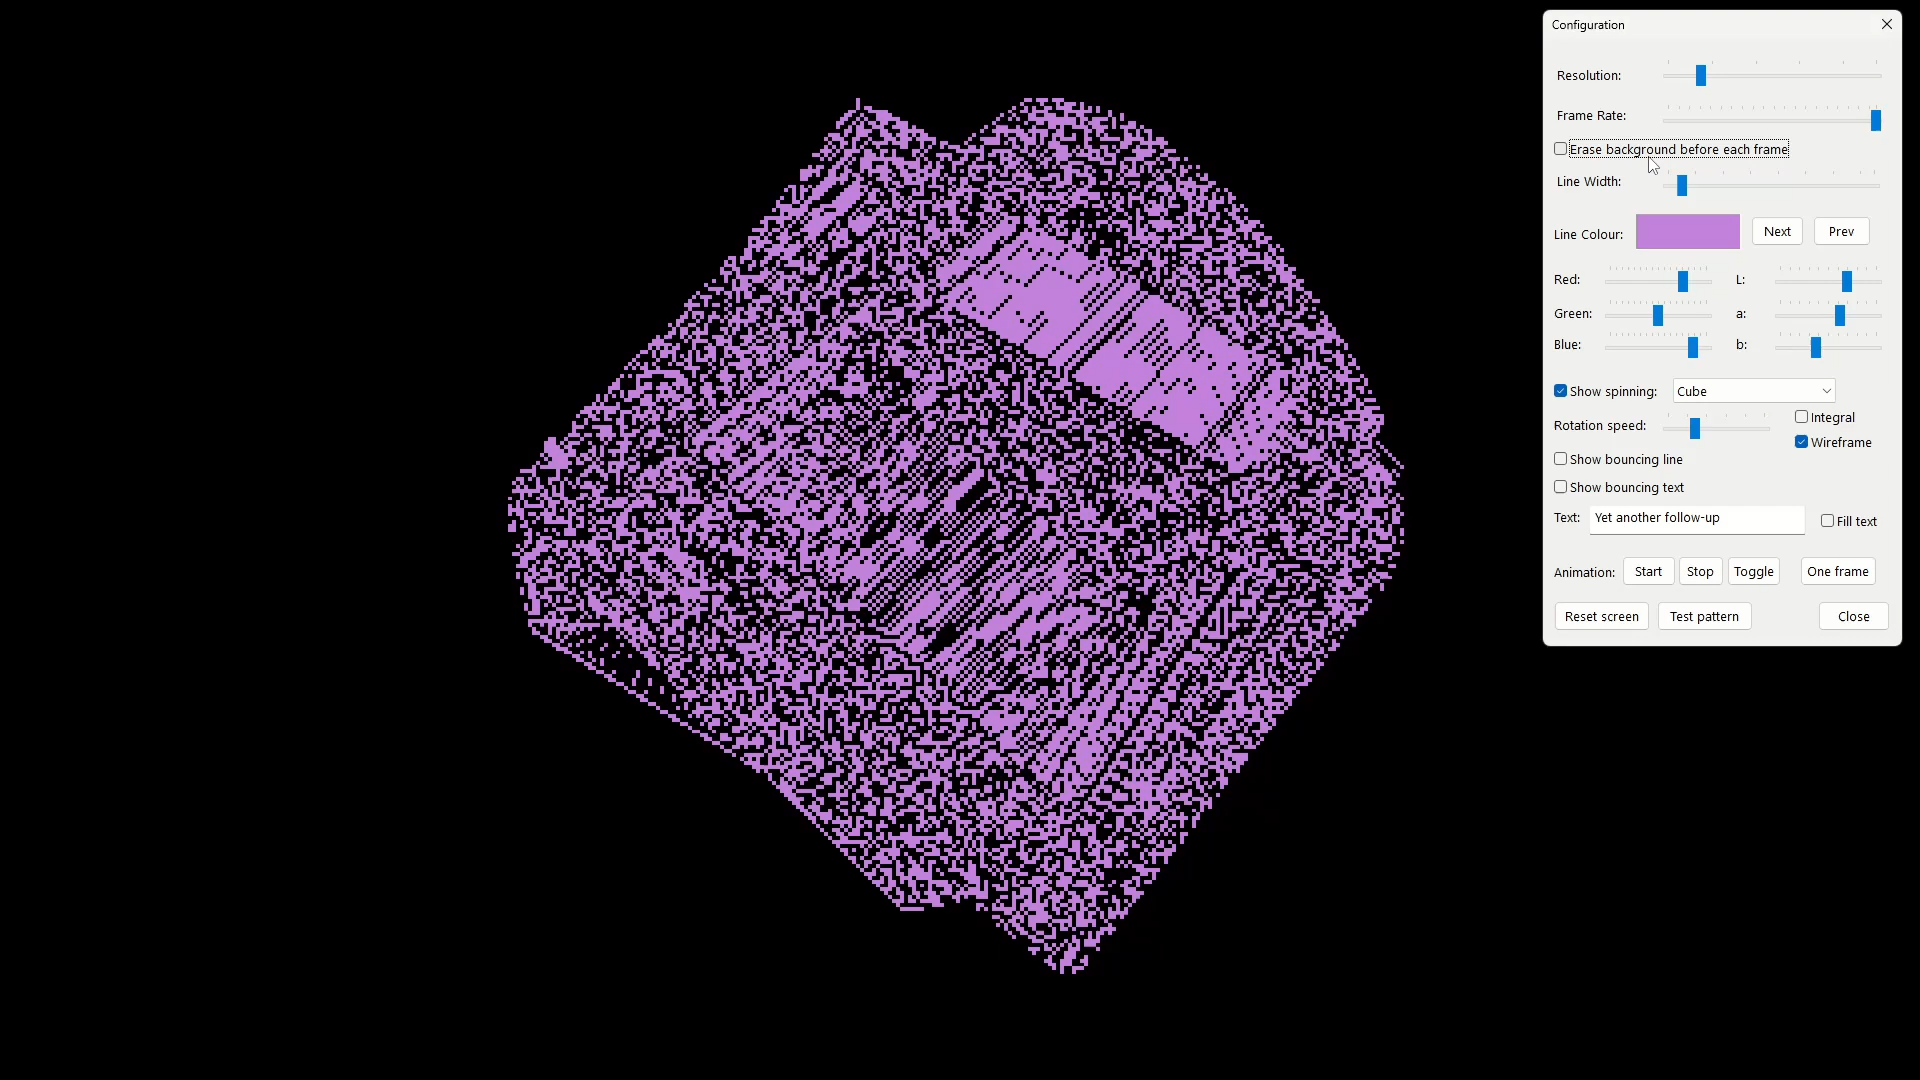 Configuration
Resolution:
Frame Rate:
Erase background before each frame
Line Width:
Line Colour: Next Prev
Red: L:
Green: a:
Blue: b:
Show spinning: Cube
Integral
Rotation speed:
Wireframe
Show bouncing line
Show bouncing text
Text: Yet another follow-up Fill text
Animation: Start Stop Toggle One frame
Reset screen Test pattern Close